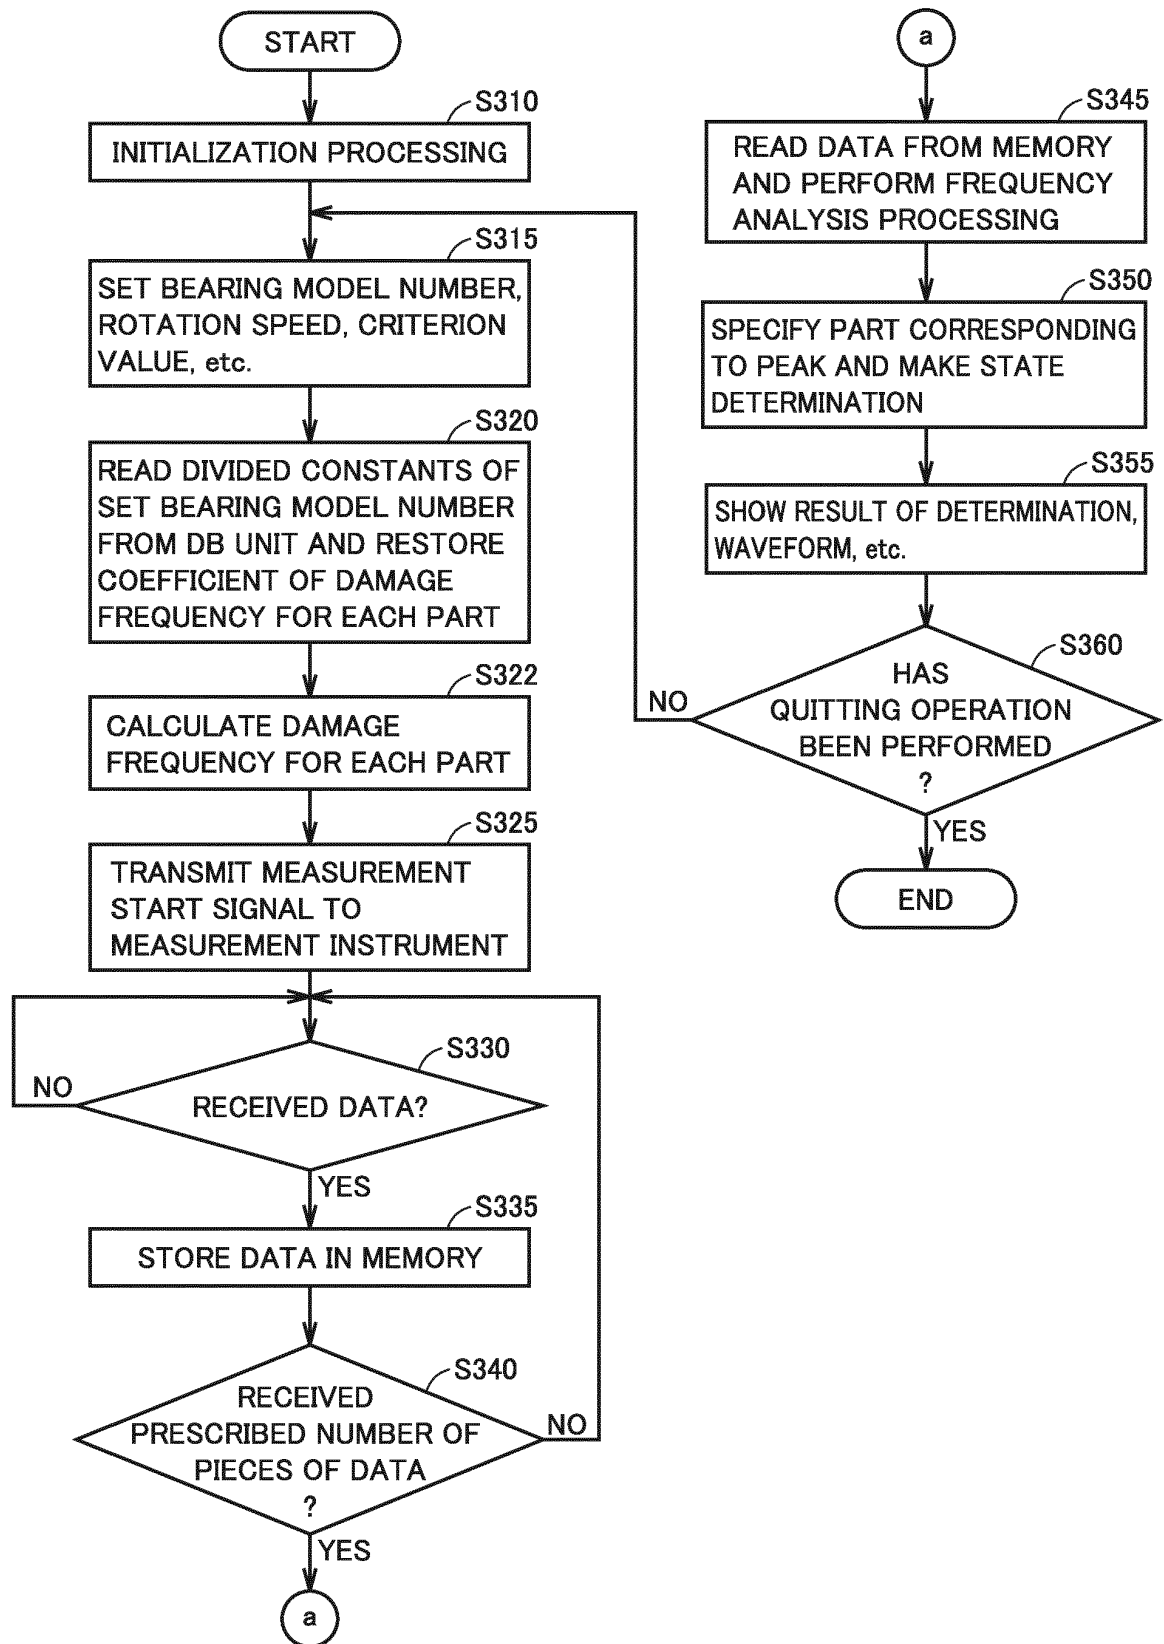 START
S310
INITIALIZATION PROCESSING
S315
SET BEARING MODEL NUMBER,
ROTATION SPEED, CRITERION
VALUE, etc.
S320
READ DIVIDED CONSTANTS OF
SET BEARING MODEL NUMBER
FROM DB UNIT AND RESTORE
COEFFICIENT OF DAMAGE
FREQUENCY FOR EACH PART
S322
CALCULATE DAMAGE
FREQUENCY FOR EACH PART
S325
TRANSMIT MEASUREMENT
START SIGNAL TO
MEASUREMENT INSTRUMENT
S330
NO
RECEIVED DATA?
YES
S335
STORE DATA IN MEMORY
S340
RECEIVED
PRESCRIBED NUMBER OF
PIECES OF DATA
?
NO
YES
a
a
S345
READ DATA FROM MEMORY
AND PERFORM FREQUENCY
ANALYSIS PROCESSING
S350
SPECIFY PART CORRESPONDING
TO PEAK AND MAKE STATE
DETERMINATION
S355
SHOW RESULT OF DETERMINATION,
WAVEFORM, etc.
S360
NO
HAS
QUITTING OPERATION
BEEN PERFORMED
?
YES
END